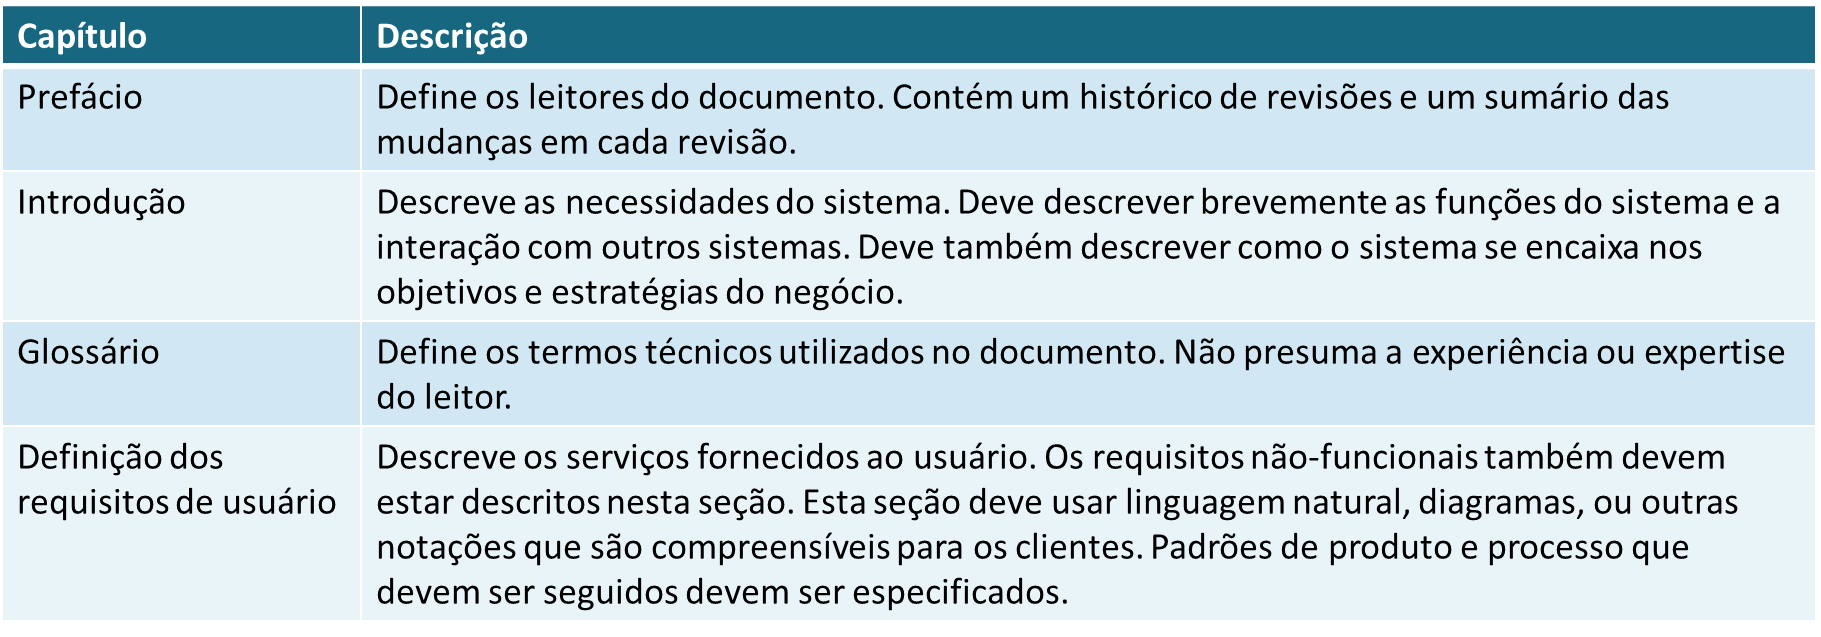 Capítulo
Descrição
Prefácio
Define os leitores do documento. Contém um histórico de revisões e um sumário das
mudanças em cada revisão.
Introdução
Descreve as necessidades do sistema. Deve descrever brevemente as funções do sistema e a
interação com outros sistemas. Deve também descrever como o sistema se encaixa nos
objetivos e estratégias do negócio.
Glossário
Define os termos técnicos utilizados no documento. Não presuma a experiência ou expertise
do leitor.
Definição dos
requisitos de usuário
Descreve os serviços fornecidos ao usuário. Os requisitos não-funcionais também devem
estar descritos nesta seção. Esta seção deve usar linguagem natural, diagramas, ou outras
notações que são compreensíveis para os clientes. Padrões de produto e processo que
devem ser seguidos devem ser especificados.